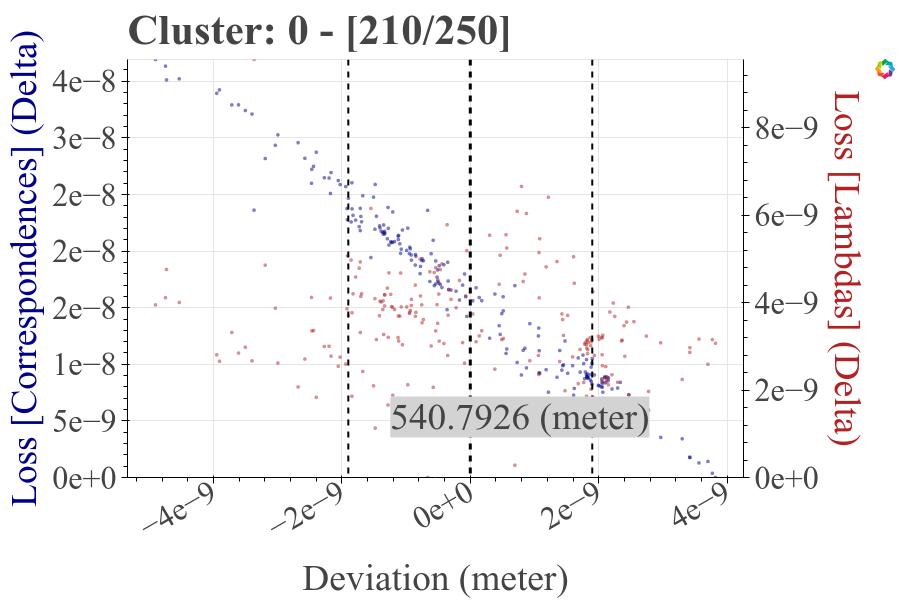 Cluster: 0 - [210/250]
Loss [Correspondences] (Delta)
4e−8
3e−8
2e−8
2e−8
2e−8
1e−8
5e−9
0e+0
540.7926 (meter)
8e−9
6e−9
4e−9
2e−9
0e+0
Loss [Lambdas] (Delta)
−4e−9
−2e−9
0e+0
2e−9
4e−9
Deviation (meter)